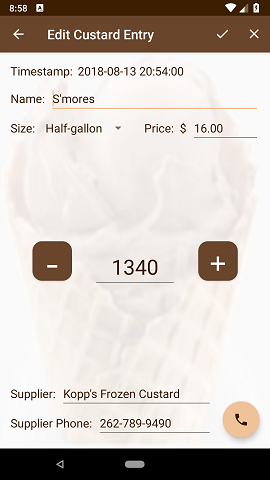 8:58
Edit Custard Entry
Timestamp: 2018-08-13 20:54:00
Name: S'mores
Size: Half-gallon Price: $ 16.00
- 1340 +
Supplier: Kopp's Frozen Custard
Supplier Phone: 262-789-9490